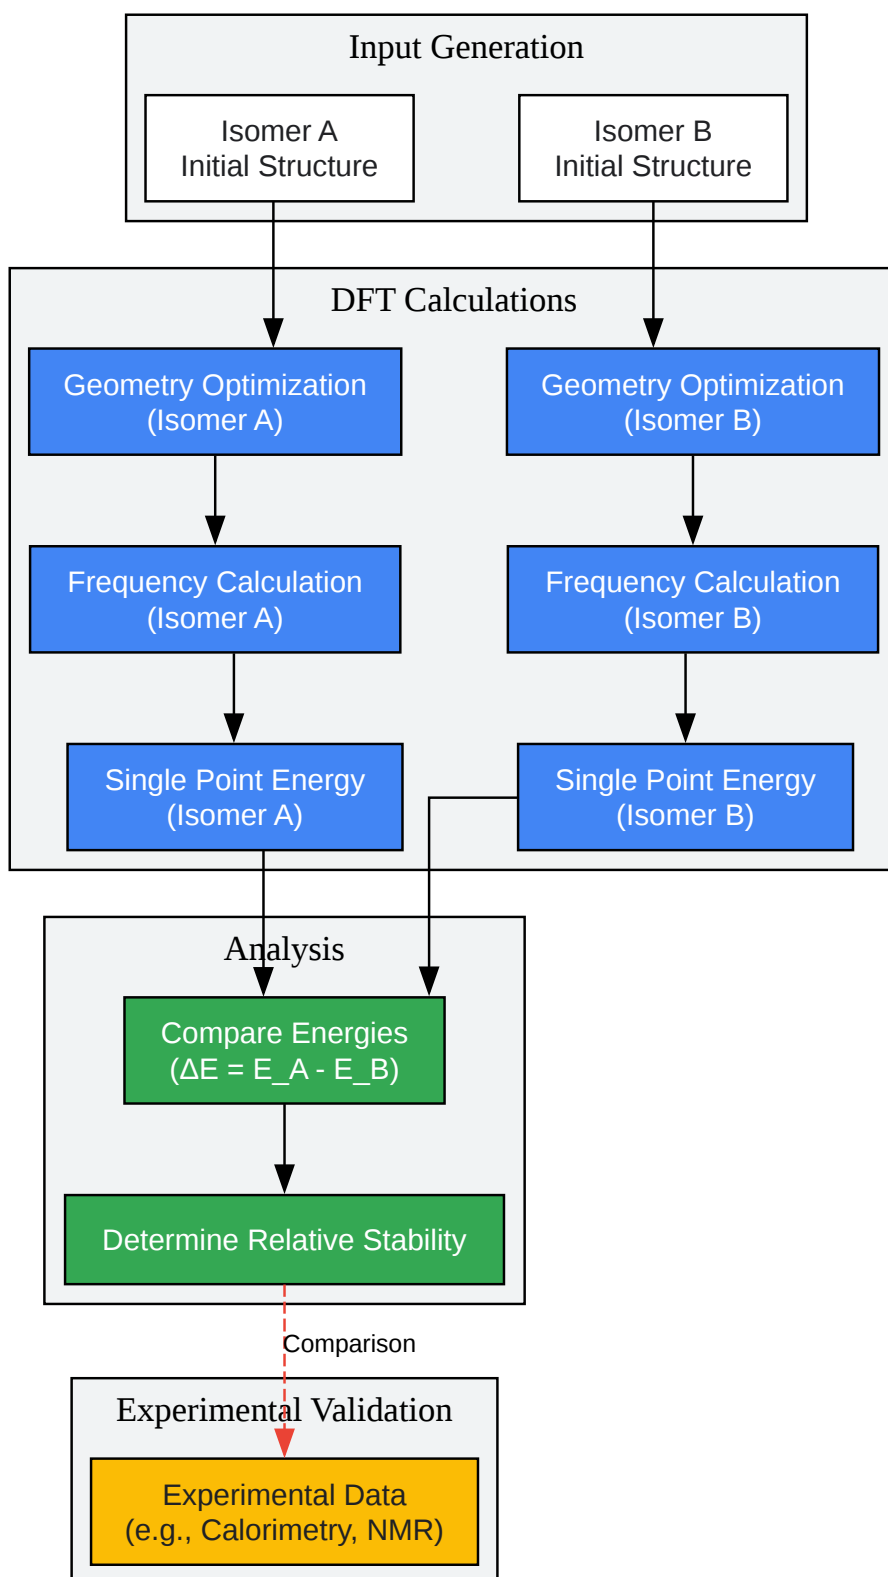 Input Generation
Isomer A
Initial Structure
Isomer B
Initial Structure
DFT Calculations
Geometry Optimization
(Isomer A)
Geometry Optimization
(Isomer B)
Frequency Calculation
(Isomer A)
Frequency Calculation
(Isomer B)
Single Point Energy
(Isomer A)
Single Point Energy
(Isomer B)
Analysis
Compare Energies
(ΔE = E_A - E_B)
Determine Relative Stability
Comparison
Experimental Validation
Experimental Data
(e.g., Calorimetry, NMR)